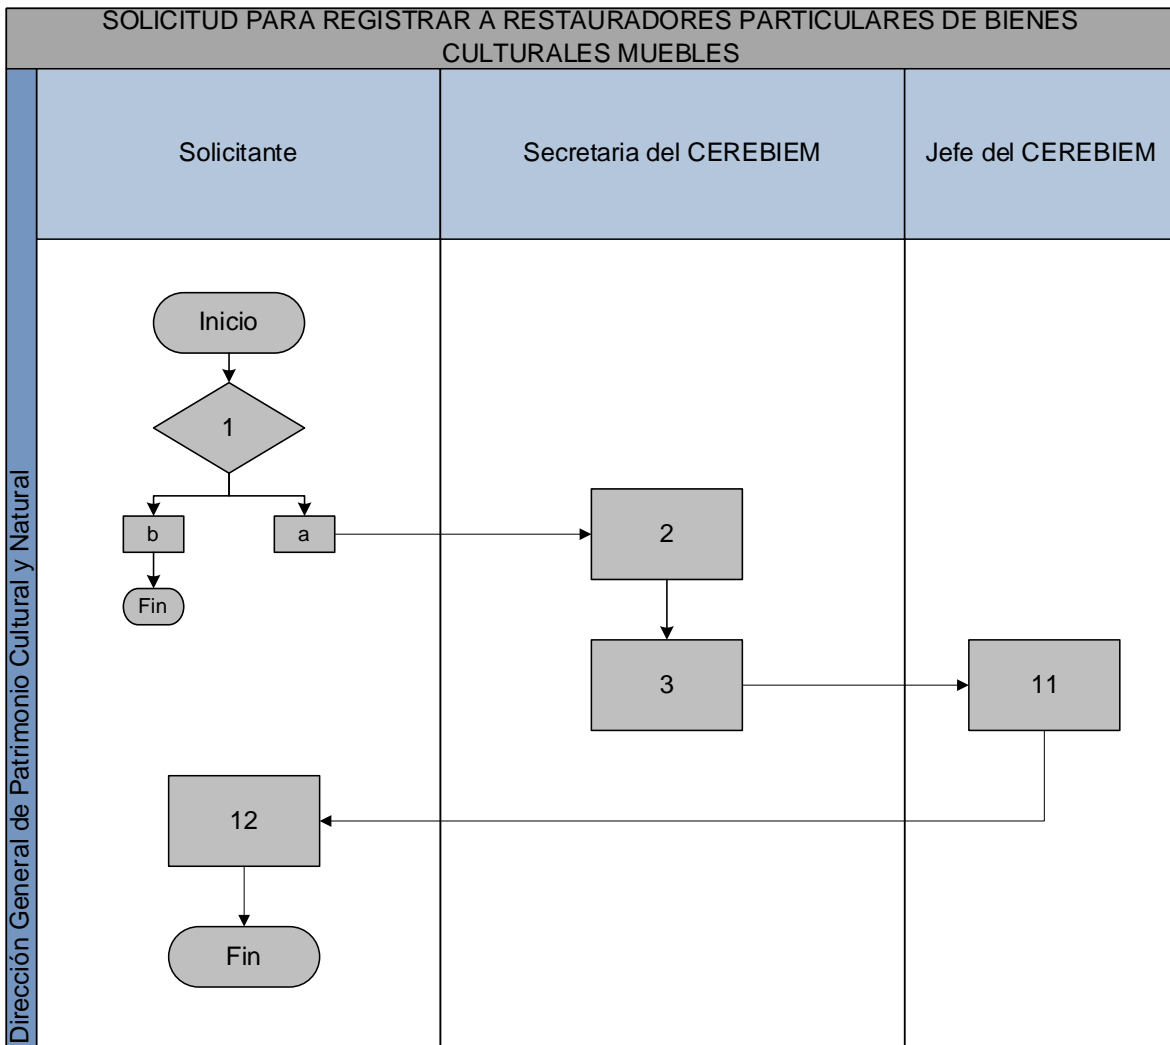 SOLICITUD PARA REGISTRAR A RESTAURADORES PARTICULARES DE BIENES
CULTURALES MUEBLES
Dirección General de Patrimonio Cultural y Natural
Solicitante
Secretaria del CEREBIEM
Jefe del CEREBIEM
Inicio
1
b
a
2
Fin
3
11
12
Fin